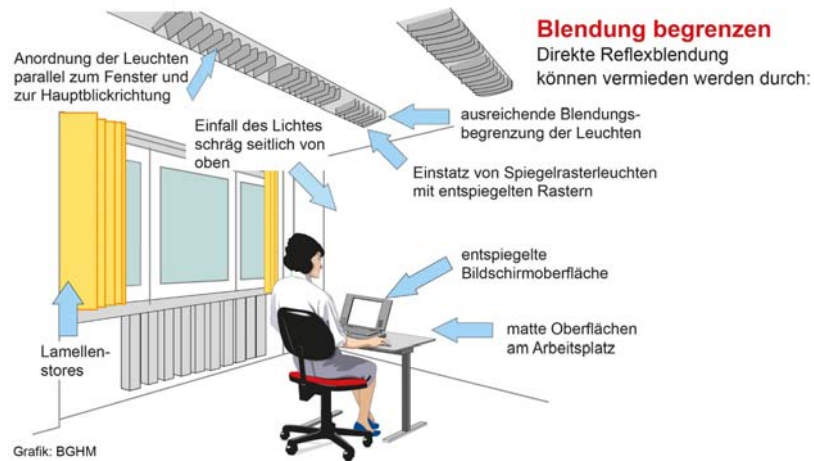 Blendung begrenzen
Direkte Reflexblendung
können vermieden werden durch:
Anordnung der Leuchten
parallel zum Fenster und
zur Hauptblickrichtung
Einfall des Lichtes
schräg seitlich von
oben
ausreichende Blendungs-
begrenzung der Leuchten
Einstatz von Spiegelrasterleuchten
mit entspiegelten Rastern
entspiegelte
Bildschirmoberfläche
matte Oberflächen
am Arbeitsplatz
Lamellen-
stores
Grafik: BGHM